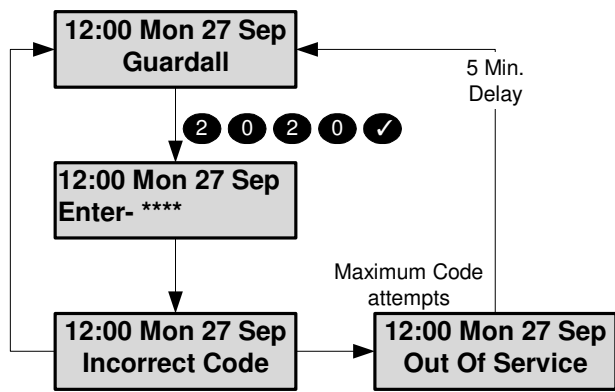 12:00 Mon 27 Sep
Guardall
5 Min.
Delay
2 0 2 0 ✓
12:00 Mon 27 Sep
Enter- ****
Maximum Code
attempts
12:00 Mon 27 Sep
Incorrect Code
12:00 Mon 27 Sep
Out Of Service